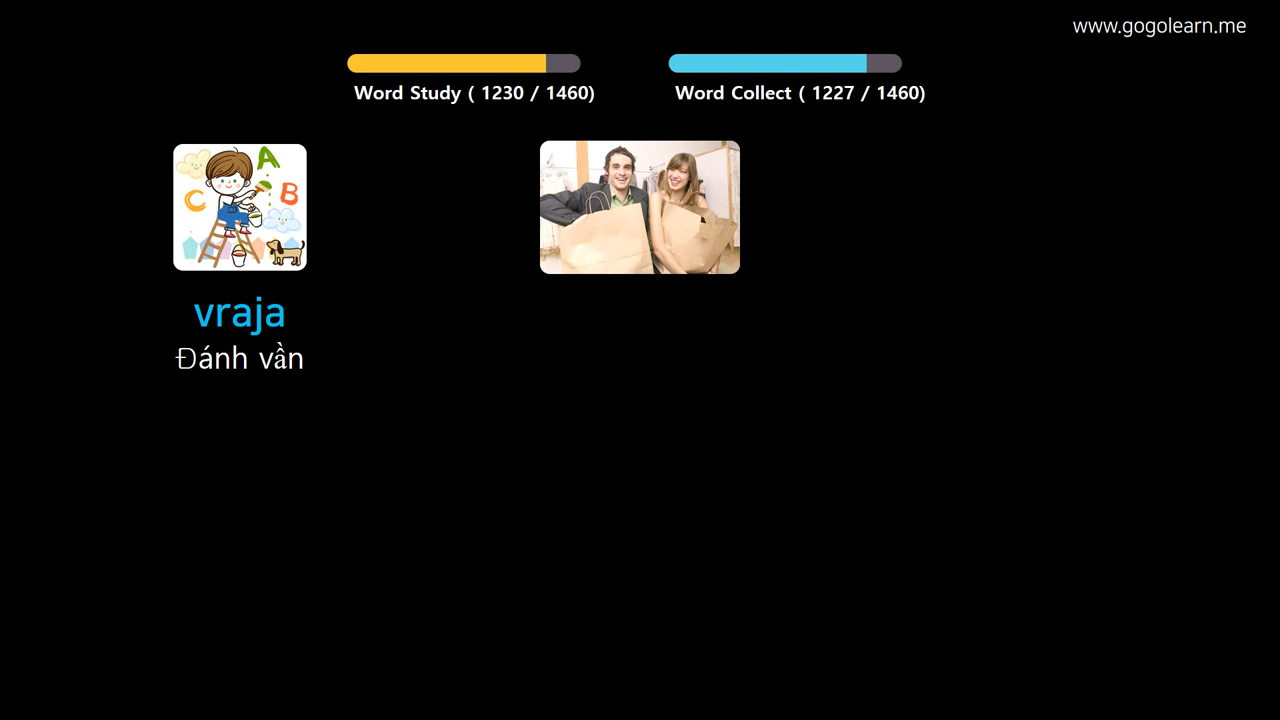 www.gogolearn.me
Word Study ( 1230 / 1460)
Word Collect ( 1227 / 1460)
A
C
B
vraja
Đánh vần